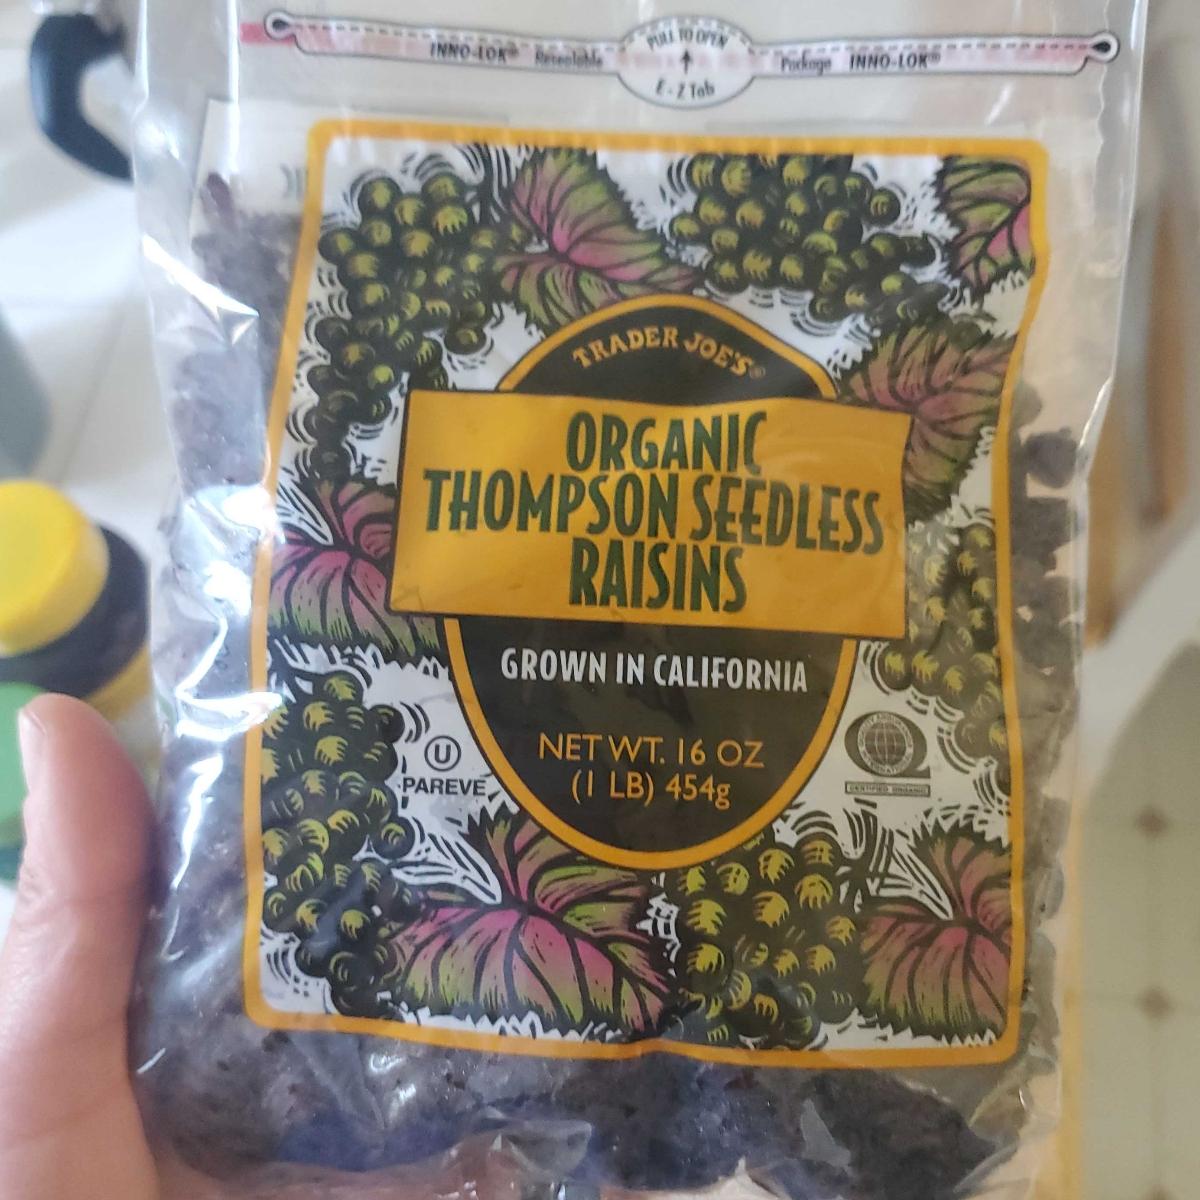 PULL TO OPEN
INNO-LOK® Resealable Package INNO-LOK®
E-Z Tab
TRADER JOE'S®
ORGANIC
THOMPSON SEEDLESS
RAISINS
GROWN IN CALIFORNIA
NET WT. 16 OZ
(1 LB) 454g
U
PAREVE
CERTIFIED ORGANIC